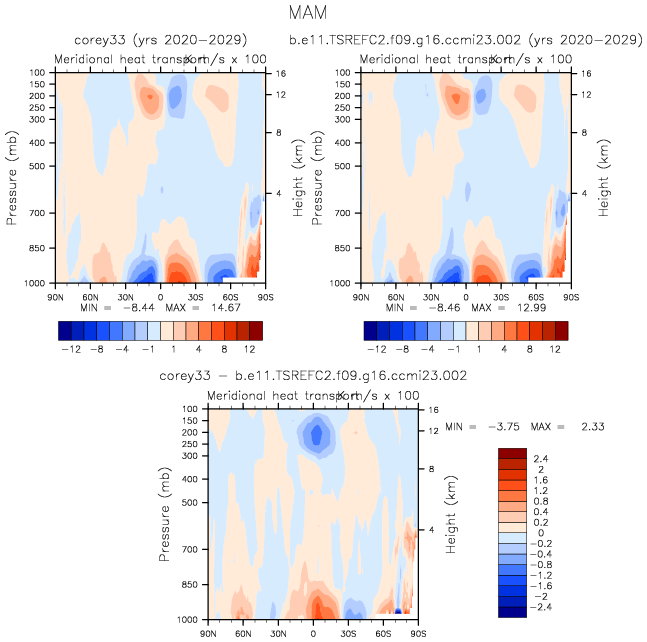 MAM
corey33 (yrs 2020-2029)
b.e11.TSREFC2.f09.g16.ccmi23.002 (yrs 2020-2029)
Meridional heat transport K m/s x 100
Meridional heat transport K m/s x 100
100 150 200 250 300 400 500 700 850 1000
Pressure (mb)
16 12 8 4
Height (km)
100 150 200 250 300 400 500 700 850 1000
Pressure (mb)
16 12 8 4
Height (km)
90N 60N 30N 0 30S 60S 90S
90N 60N 30N 0 30S 60S 90S
MIN = -8.44 MAX = 14.67
MIN = -8.46 MAX = 12.99
-12 -8 -4 -2 -1 1 2 4 8 12
-12 -8 -4 -2 -1 1 2 4 8 12
corey33 - b.e11.TSREFC2.f09.g16.ccmi23.002
Meridional heat transport K m/s x 100
100 150 200 250 300 400 500 700 850 1000
Pressure (mb)
16 12 8 4
Height (km)
90N 60N 30N 0 30S 60S 90S
MIN = -3.75 MAX = 2.33
2.4
2
1.6
1.2
0.8
0.4
0.2
0
-0.2
-0.4
-0.8
-1.2
-1.6
-2
-2.4